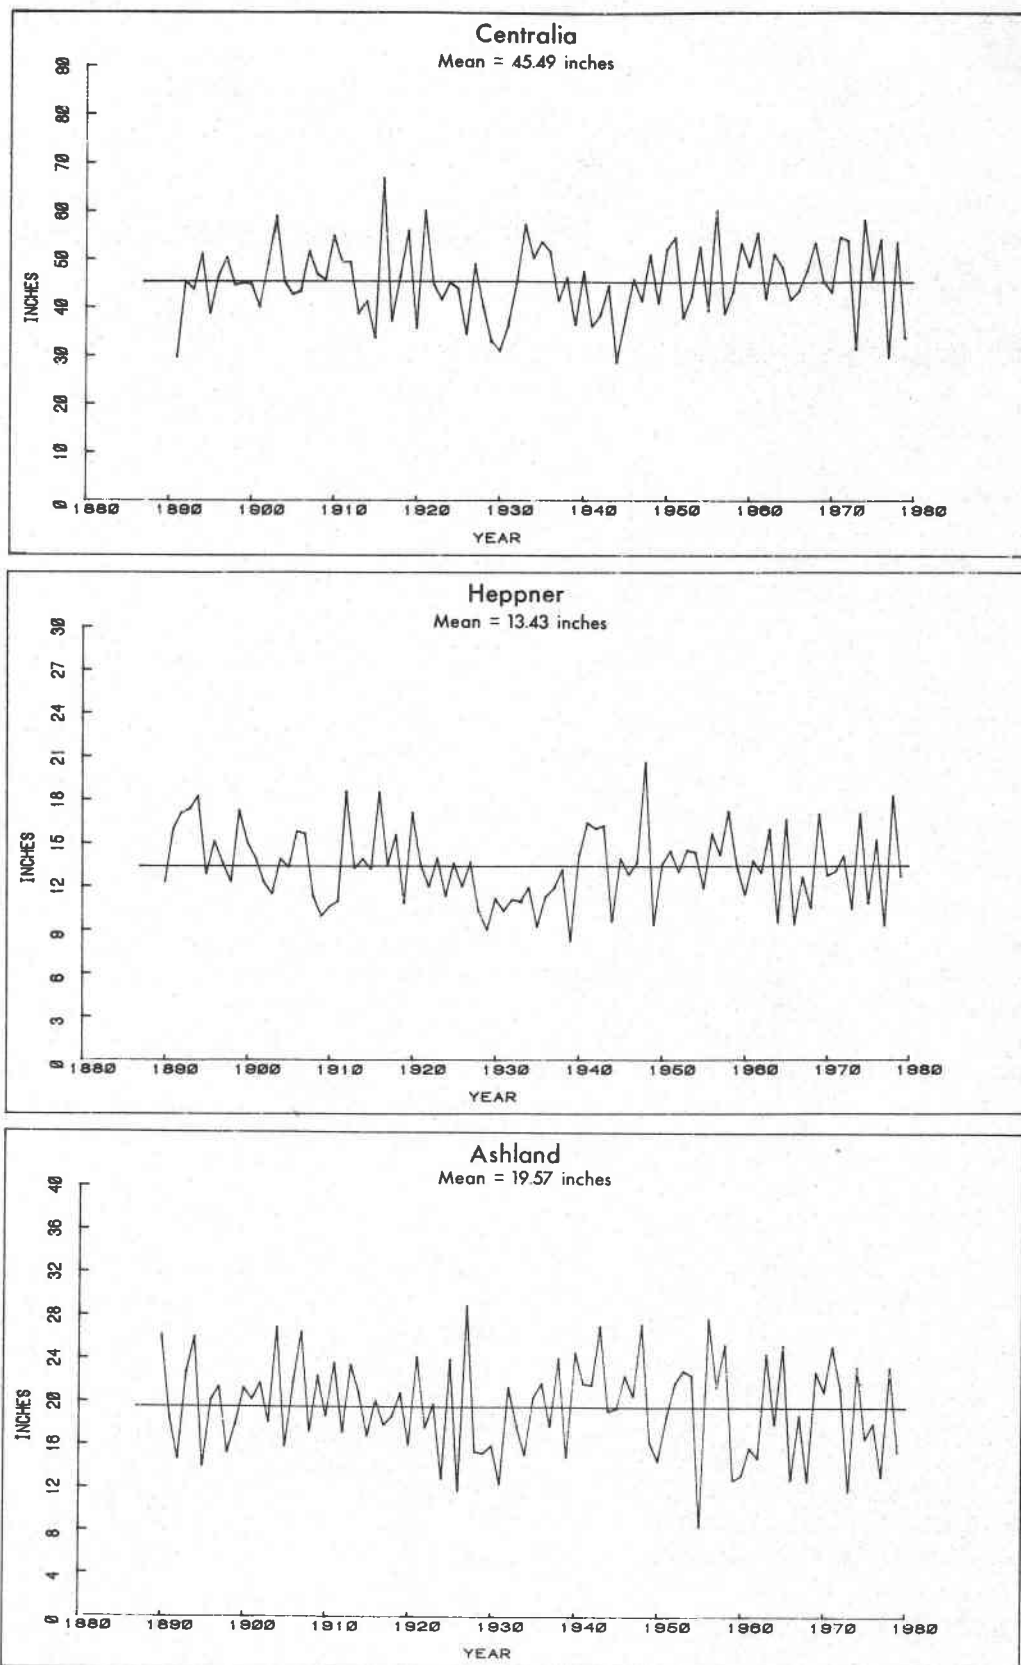 Centralia
Mean = 45.49 inches
80
80
70
60
50
40
30
20
10
0
INCHES
1880 1890 1900 1910 1920 1930 1940 1950 1960 1970 1980
YEAR
Heppner
Mean = 13.43 inches
30
27
24
21
18
15
12
9
6
3
0
INCHES
1880 1890 1900 1910 1920 1930 1940 1950 1960 1970 1980
YEAR
Ashland
Mean = 19.57 inches
40
36
32
28
24
20
16
12
8
4
0
INCHES
1880 1890 1900 1910 1920 1930 1940 1950 1960 1970 1980
YEAR